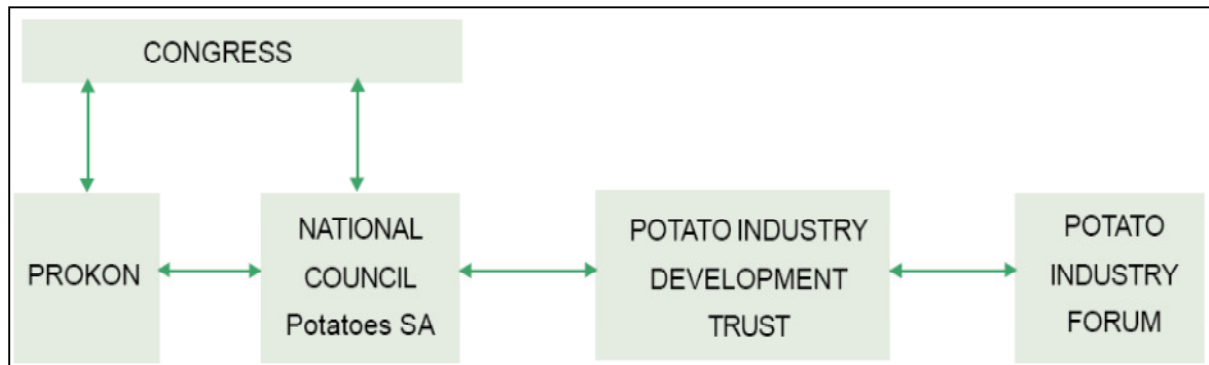 CONGRESS
PROKON
NATIONAL
COUNCIL
Potatoes SA
POTATO INDUSTRY
DEVELOPMENT
TRUST
POTATO
INDUSTRY
FORUM